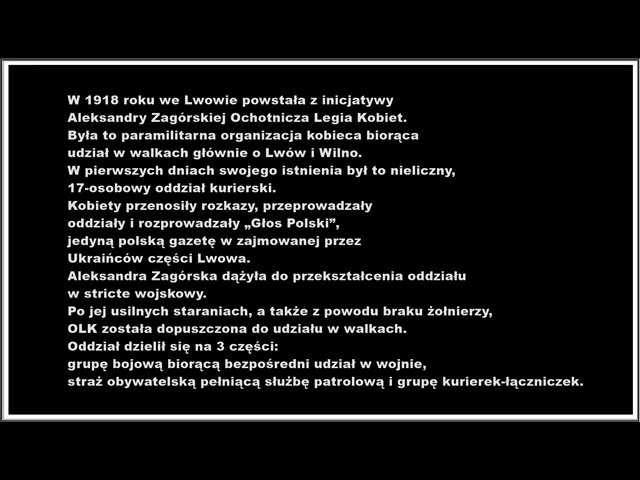 W 1918 roku we Lwowie powstała z inicjatywy
Aleksandry Zagórskiej Ochotnicza Legia Kobiet.
Była to paramilitarna organizacja kobieca biorąca
udział w walkach głównie o Lwów i Wilno.
W pierwszych dniach swojego istnienia był to nieliczny,
17-osobowy oddział kurierski.
Kobiety przenosiły rozkazy, przeprowadzały
oddziały i rozprowadzały „Głos Polski”,
jedyną polską gazetę w zajmowanej przez
Ukraińców części Lwowa.
Aleksandra Zagórska dążyła do przekształcenia oddziału
w stricte wojskowy.
Po jej usilnych staraniach, a także z powodu braku żołnierzy,
OLK została dopuszczona do udziału w walkach.
Oddział dzielił się na 3 części:
grupę bojową biorącą bezpośredni udział w wojnie,
straż obywatelską pełniącą służbę patrolową i grupę kurierek-łączniczek.